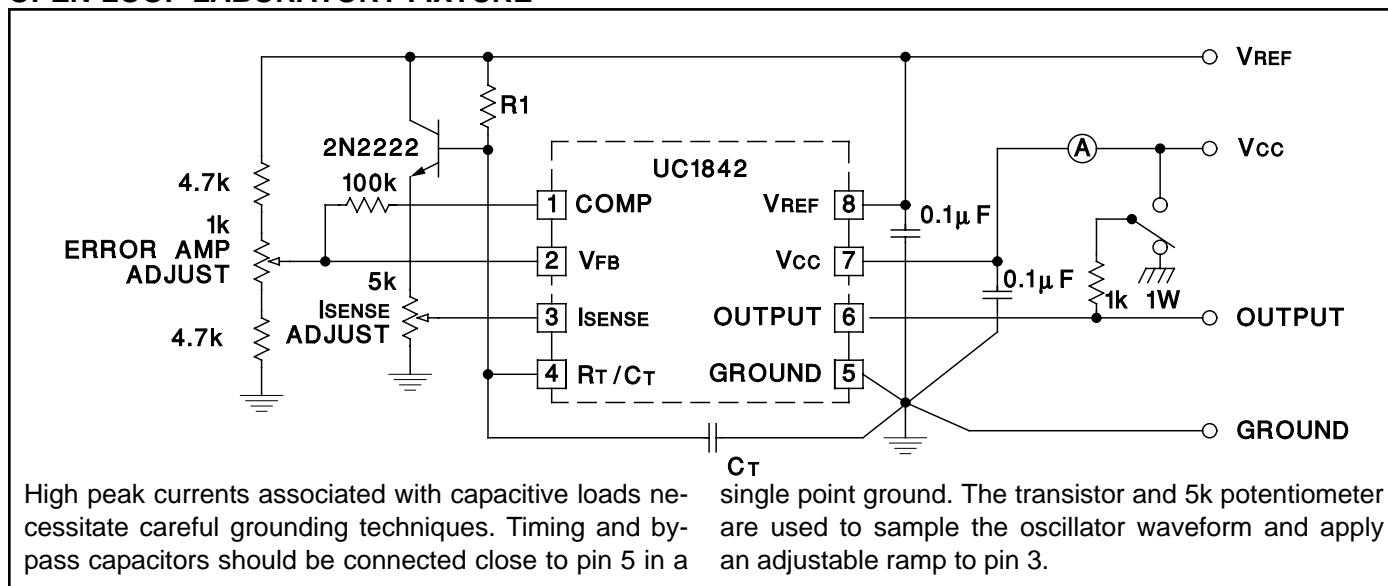 OPEN-LOOP LABORATORY FIXTURE
VREF
R1
2N2222
UC1842
A
VCC
4.7k
100k
1 COMP
VREF 8
0.1µF
1k
ERROR AMP
ADJUST
2 VFB
VCC 7
0.1µF
5k
ISENSE
ADJUST
3 ISENSE
OUTPUT 6
1k 1W
OUTPUT
4.7k
4 RT/CT
GROUND 5
GROUND
CT
High peak currents associated with capacitive loads ne-
cessitate careful grounding techniques. Timing and by-
pass capacitors should be connected close to pin 5 in a
single point ground. The transistor and 5k potentiometer
are used to sample the oscillator waveform and apply
an adjustable ramp to pin 3.